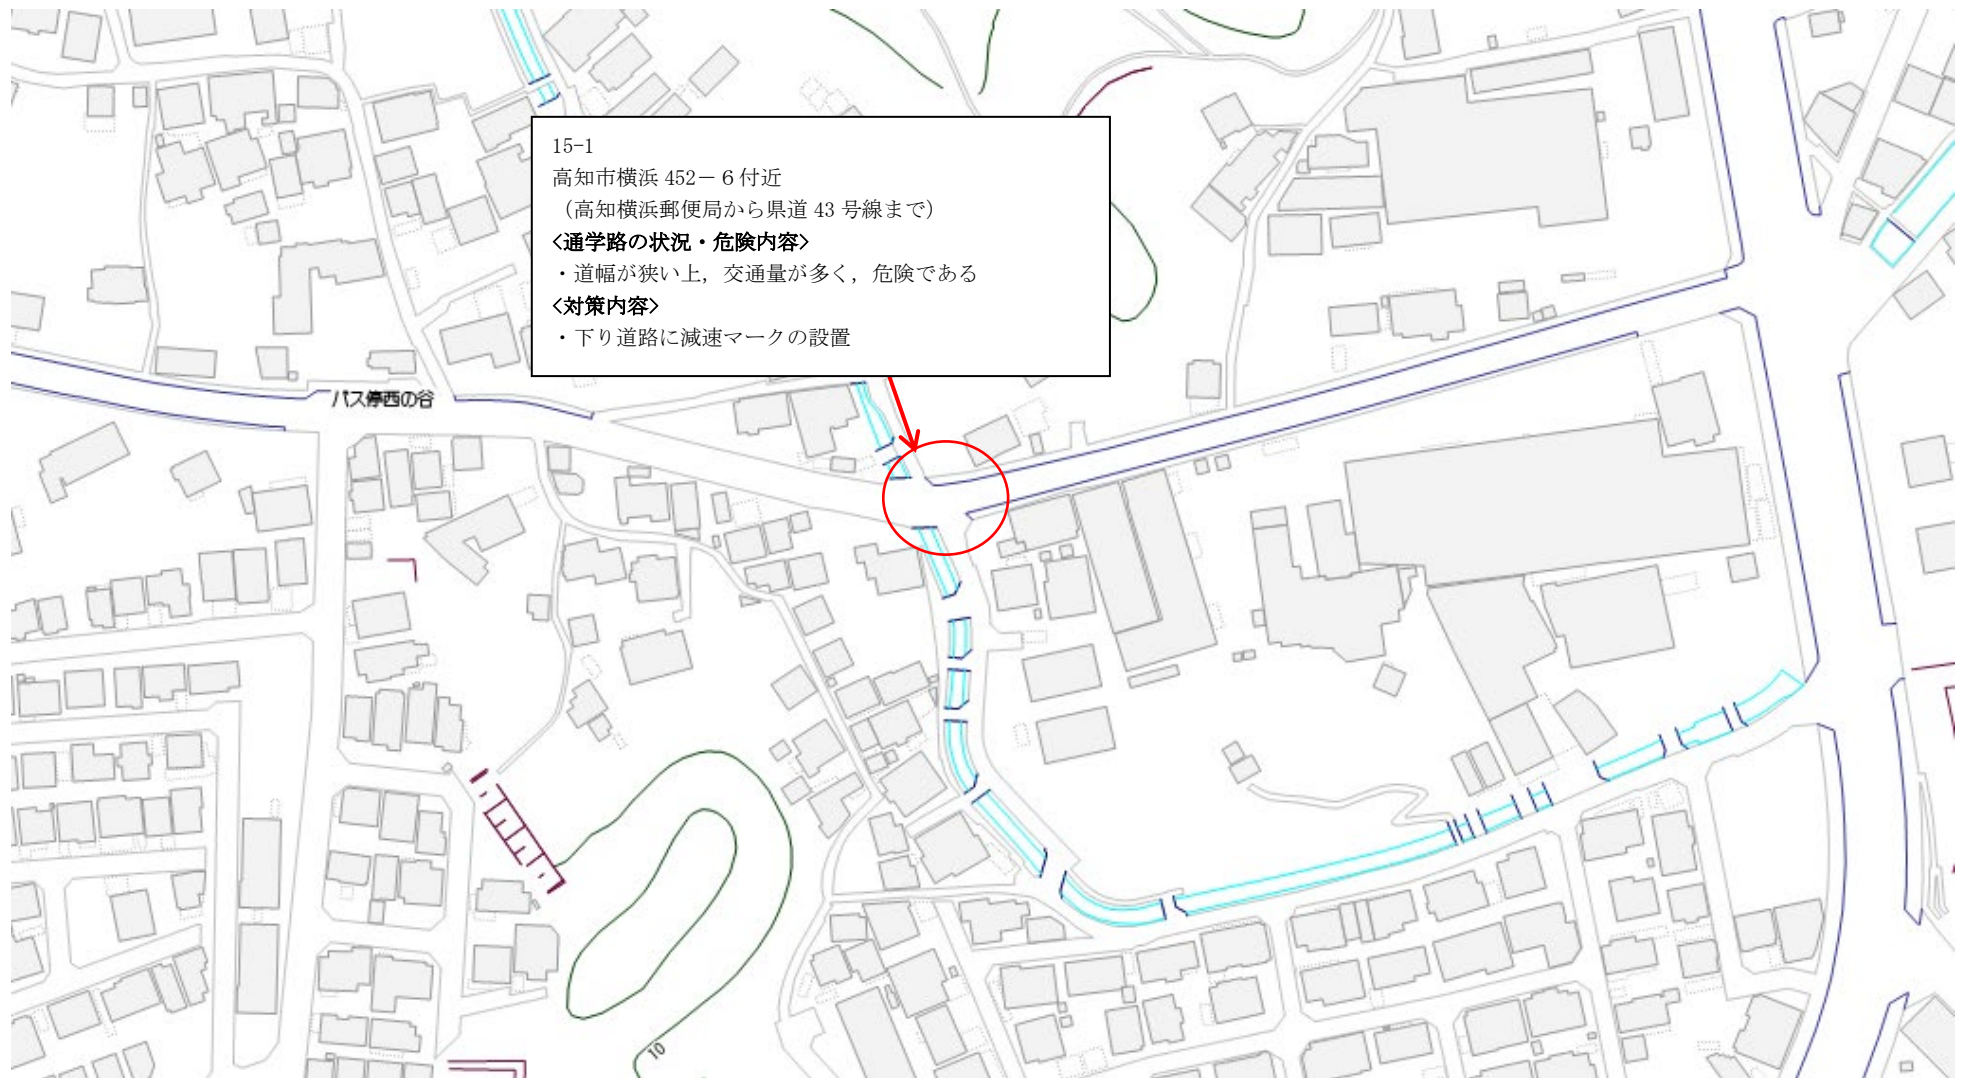 15-1
高知市横浜 452－６付近
（高知横浜郵便局から県道 43 号線まで）
<通学路の状況・危険内容>
・道幅が狭い上，交通量が多く，危険である
<対策内容>
・下り道路に減速マークの設置
バス停西の谷
10